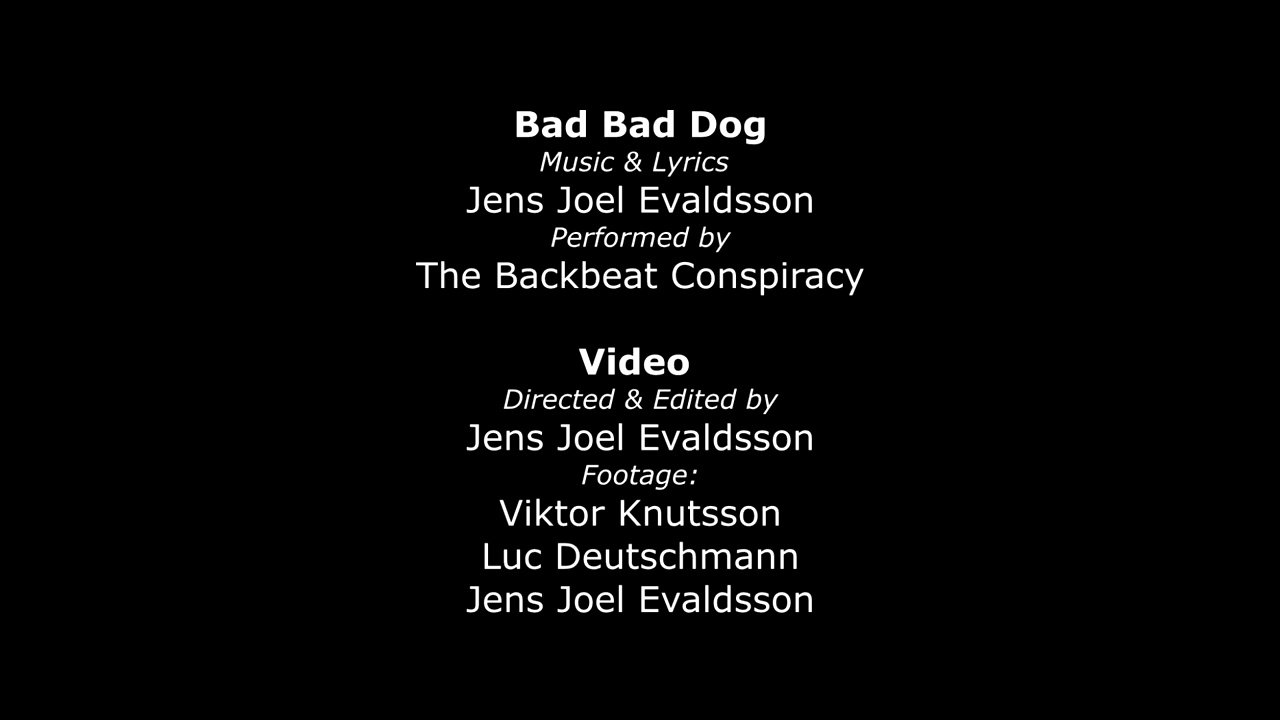 Bad Bad Dog
Music & Lyrics
Jens Joel Evaldsson
Performed by
The Backbeat Conspiracy
Video
Directed & Edited by
Jens Joel Evaldsson
Footage:
Viktor Knutsson
Luc Deutschmann
Jens Joel Evaldsson